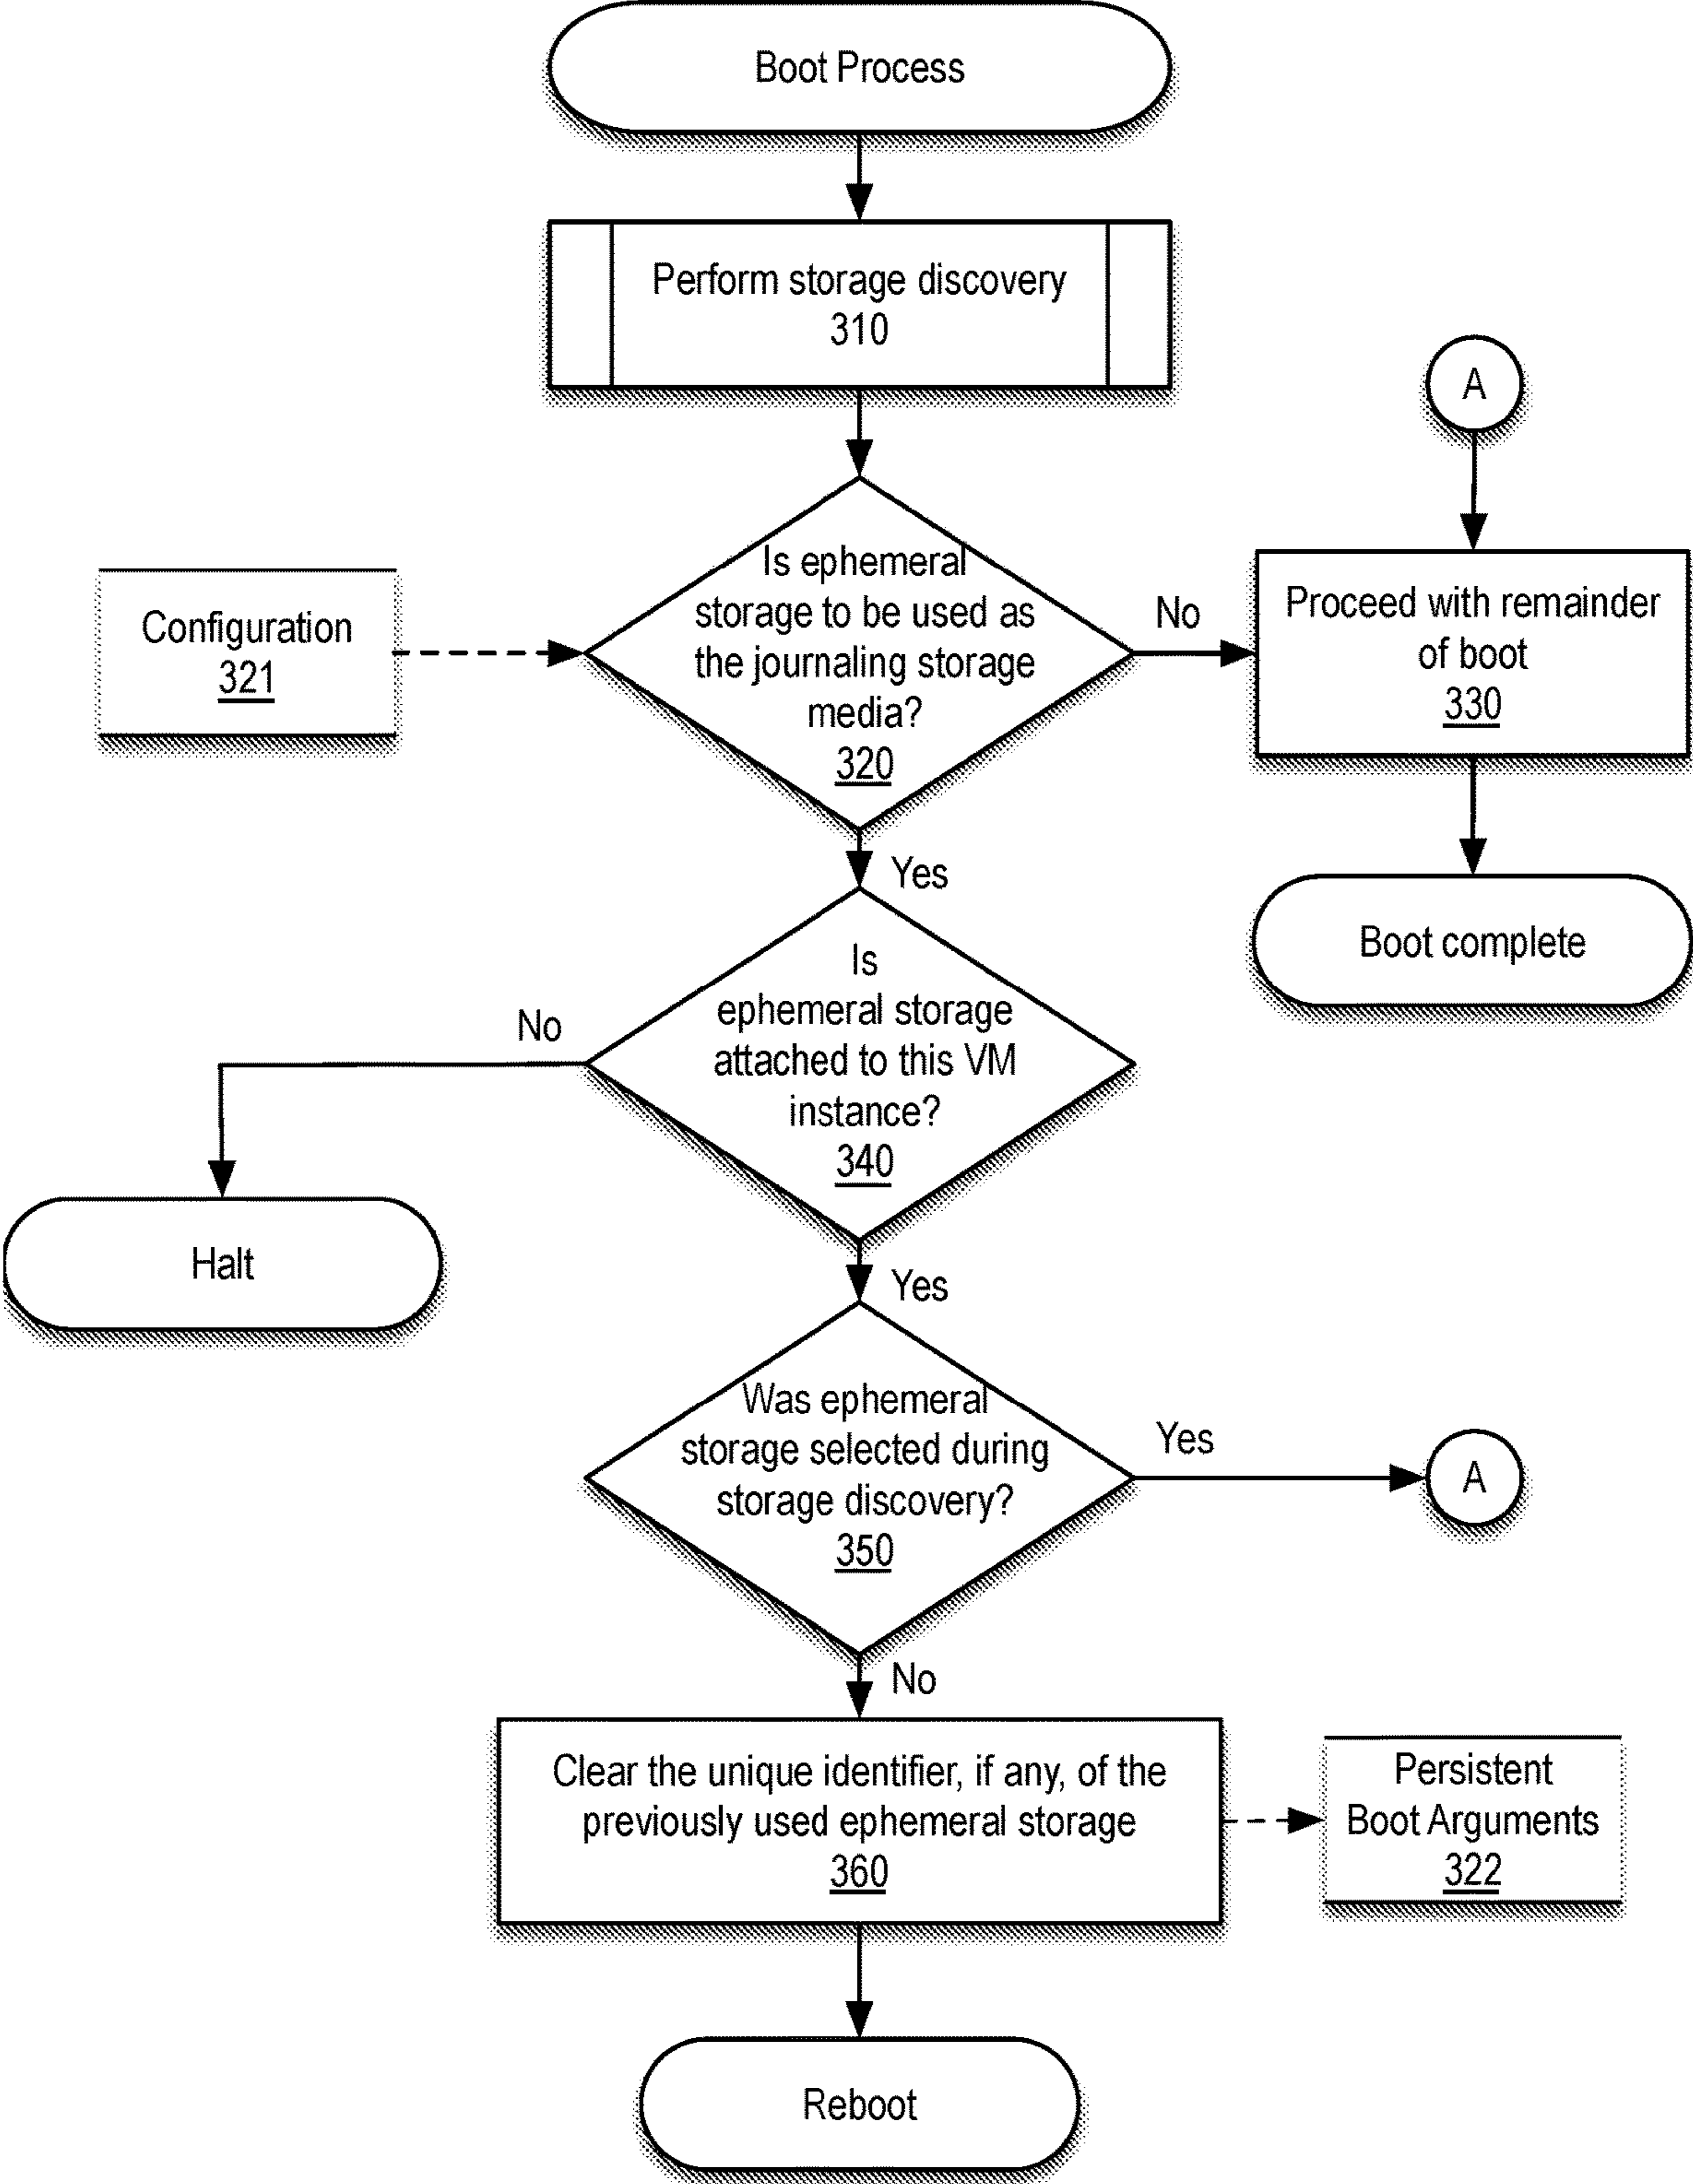 Boot Process
Perform storage discovery
310
A
Is ephemeral
storage to be used as
the journaling storage
media?
320
Configuration
321
No
Proceed with remainder
of boot
330
Yes
Boot complete
Is
ephemeral storage
attached to this VM
instance?
340
No
Halt
Yes
Was ephemeral
storage selected during
storage discovery?
350
Yes
A
No
Clear the unique identifier, if any, of the
previously used ephemeral storage
360
Persistent
Boot Arguments
322
Reboot